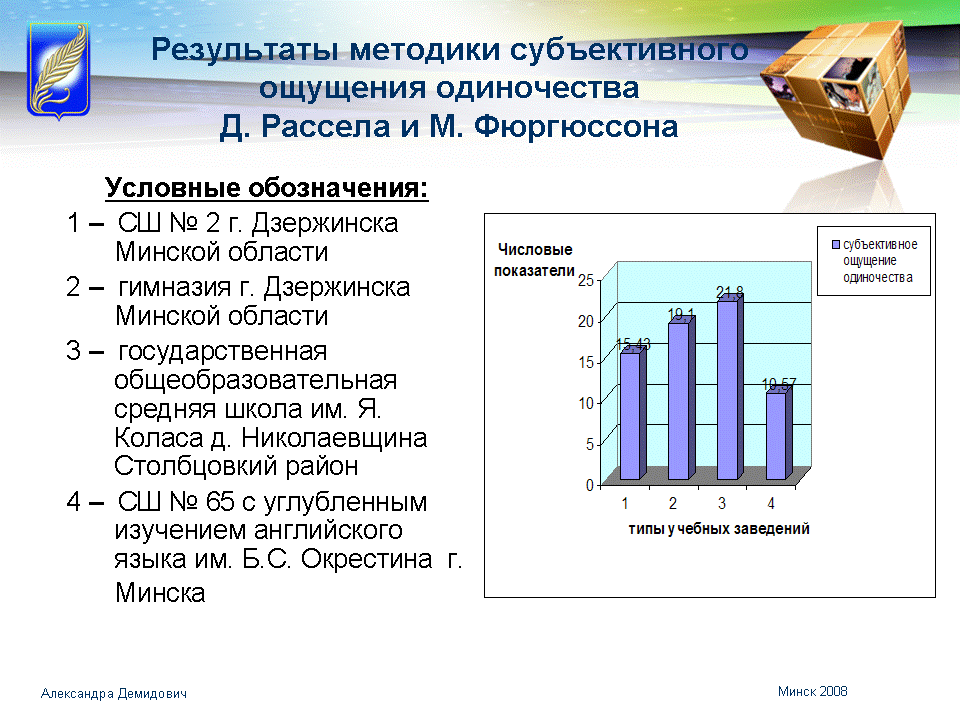 Результаты методики субъективного
ощущения одиночества
Д. Рассела и М. Фюргюссона
Условные обозначения:
1 – СШ № 2 г. Дзержинска
Минской области
2 – гимназия г. Дзержинска
Минской области
3 – государственная
общеобразовательная
средняя школа им. Я.
Коласа д. Николаевщина
Столбцовкий район
4 – СШ № 65 с углубленным
изучением английского
языка им. Б.С. Окрестина г.
Минска
Числовые
показатели
субъективное
ощущение
одиночества
25
20
15
10
5
0
15,43
19,1
21,8
10,57
1 2 3 4
типы учебных заведений
Александра Демидович
Минск 2008